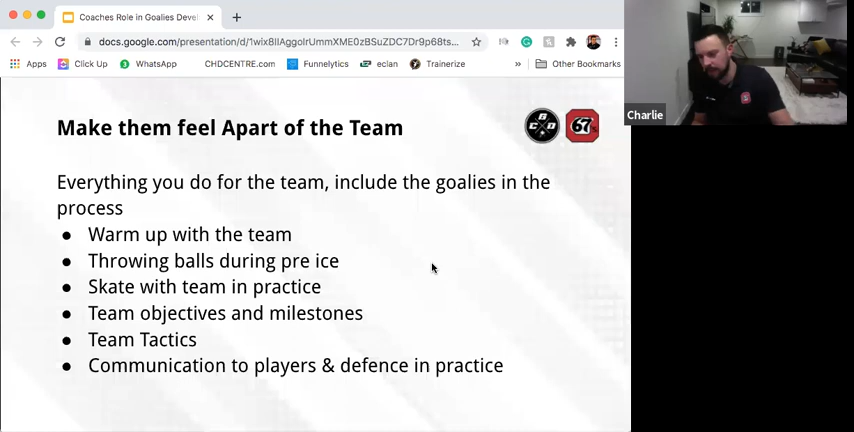 Coaches Role in Goalies Devel
docs.google.com/presentation/d/1wix8IlAggolrUmmXME0zBSuZDC7Dr9p68ts...
Apps Click Up WhatsApp CHDCENTRE.com Funnelytics eclan Trainerize » Other Bookmarks
Charlie
Make them feel Apart of the Team
67's
Everything you do for the team, include the goalies in the
process
● Warm up with the team
● Throwing balls during pre ice
● Skate with team in practice
● Team objectives and milestones
● Team Tactics
● Communication to players & defence in practice